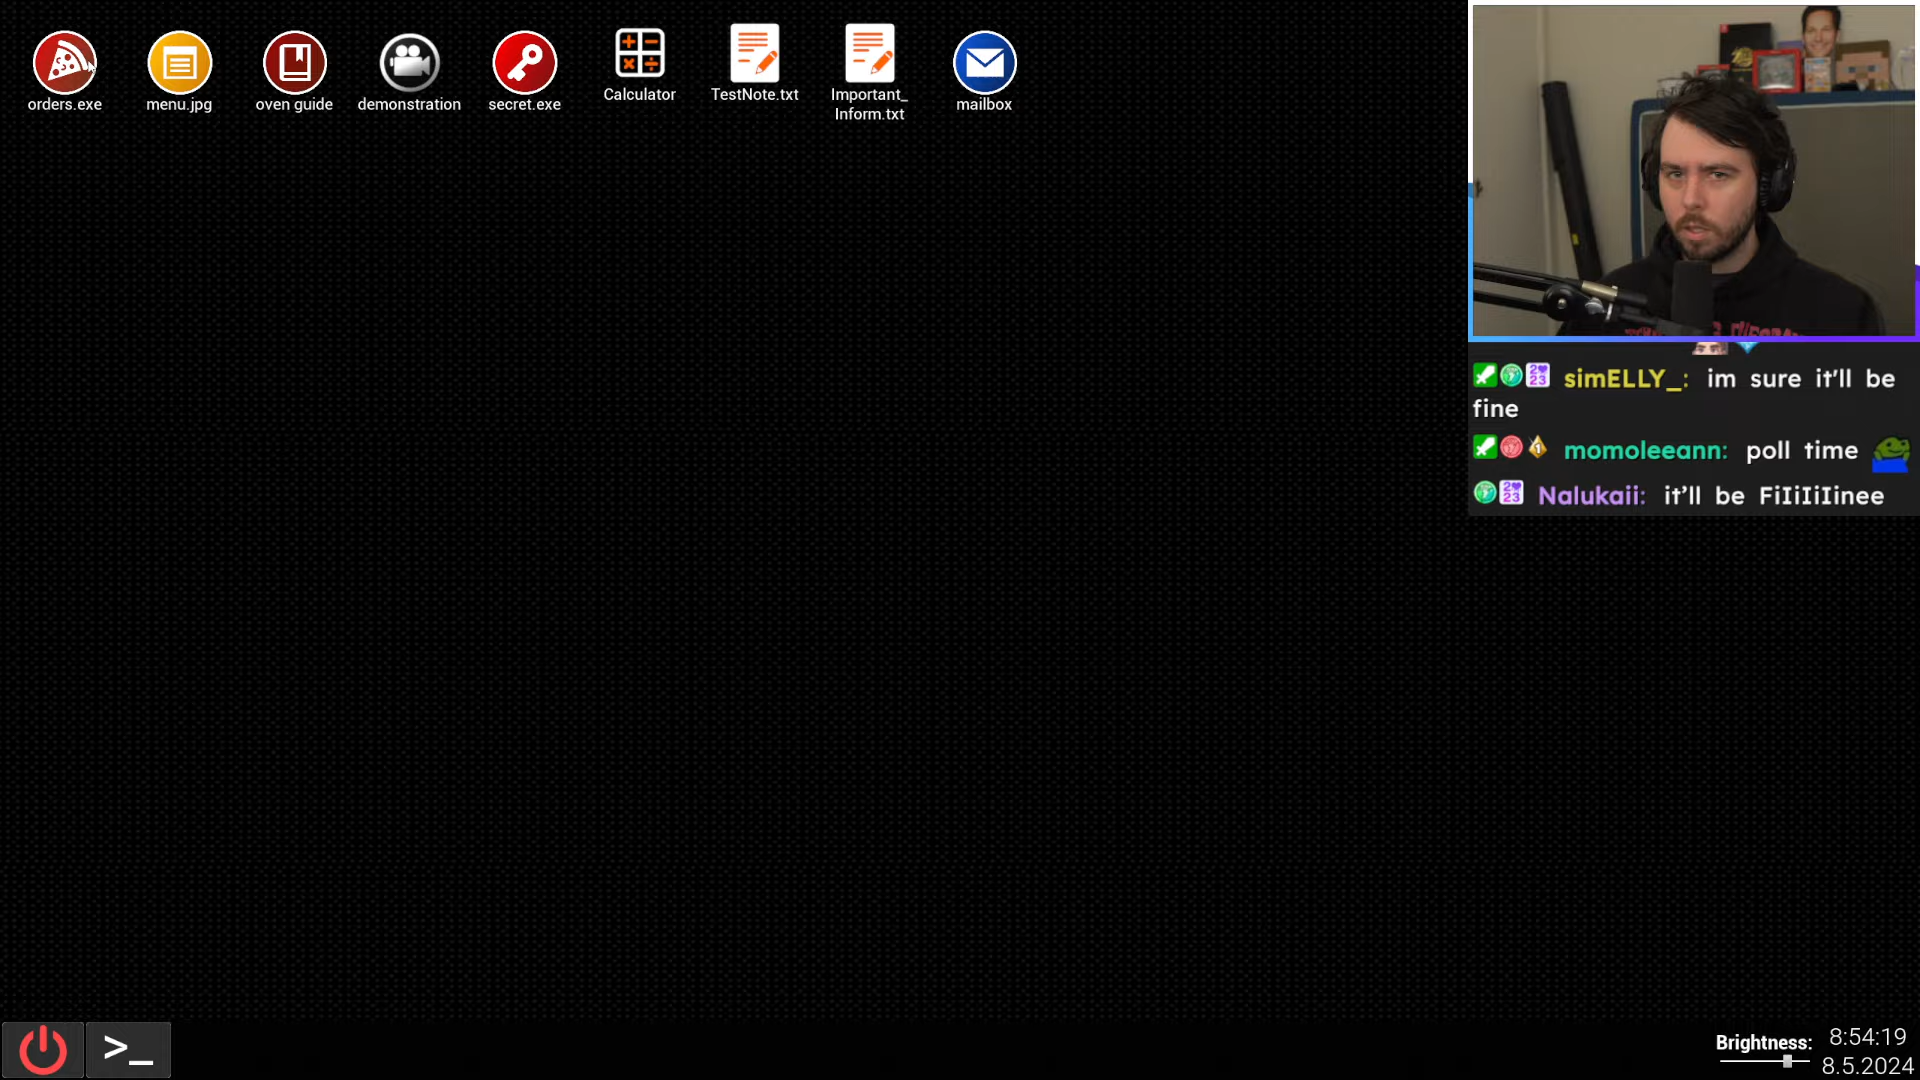 orders.exe
menu.jpg
oven guide
demonstration
secret.exe
Calculator
TestNote.txt
Important_
Inform.txt
mailbox
simELLY_: im sure it'll be
fine
momoleeann: poll time
Nalukaii: it'll be FiIiIiIinee
>_
Brightness:
8:54:19
8.5.2024